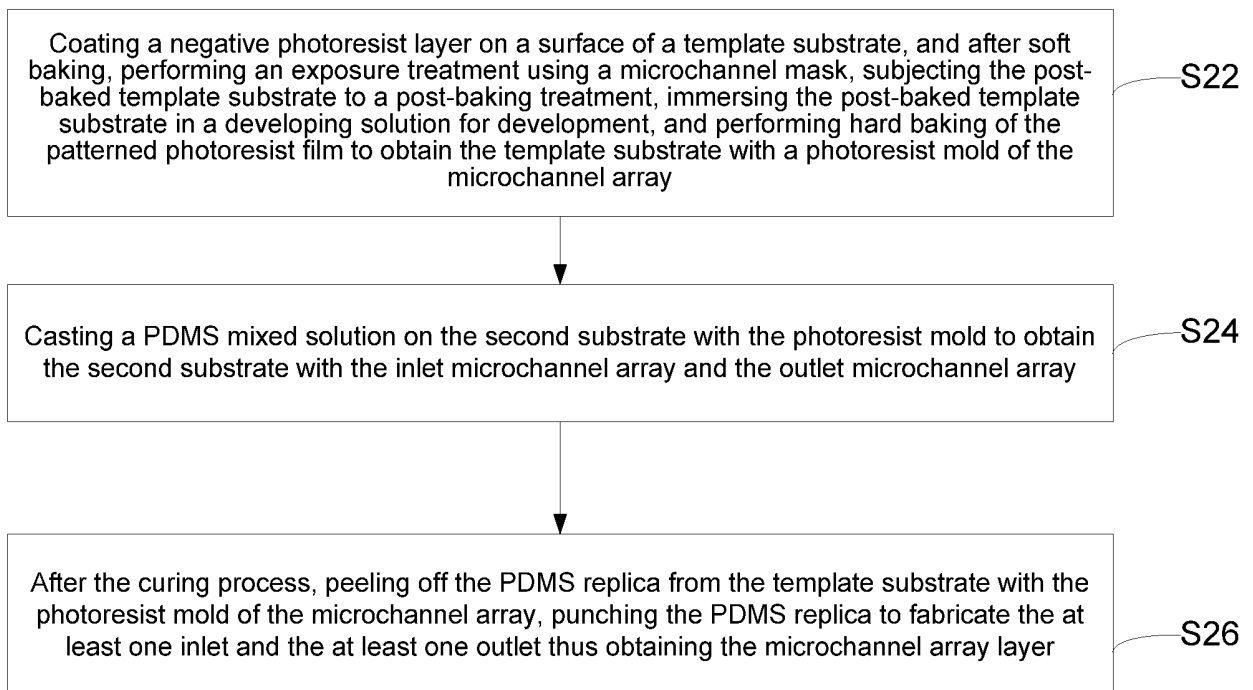 Coating a negative photoresist layer on a surface of a template substrate, and after soft
baking, performing an exposure treatment using a microchannel mask, subjecting the post-
baked template substrate to a post-baking treatment, immersing the post-baked template
substrate in a developing solution for development, and performing hard baking of the
patterned photoresist film to obtain the template substrate with a photoresist mold of the
microchannel array
S22
Casting a PDMS mixed solution on the second substrate with the photoresist mold to obtain
the second substrate with the inlet microchannel array and the outlet microchannel array
S24
After the curing process, peeling off the PDMS replica from the template substrate with the
photoresist mold of the microchannel array, punching the PDMS replica to fabricate the at
least one inlet and the at least one outlet thus obtaining the microchannel array layer
S26